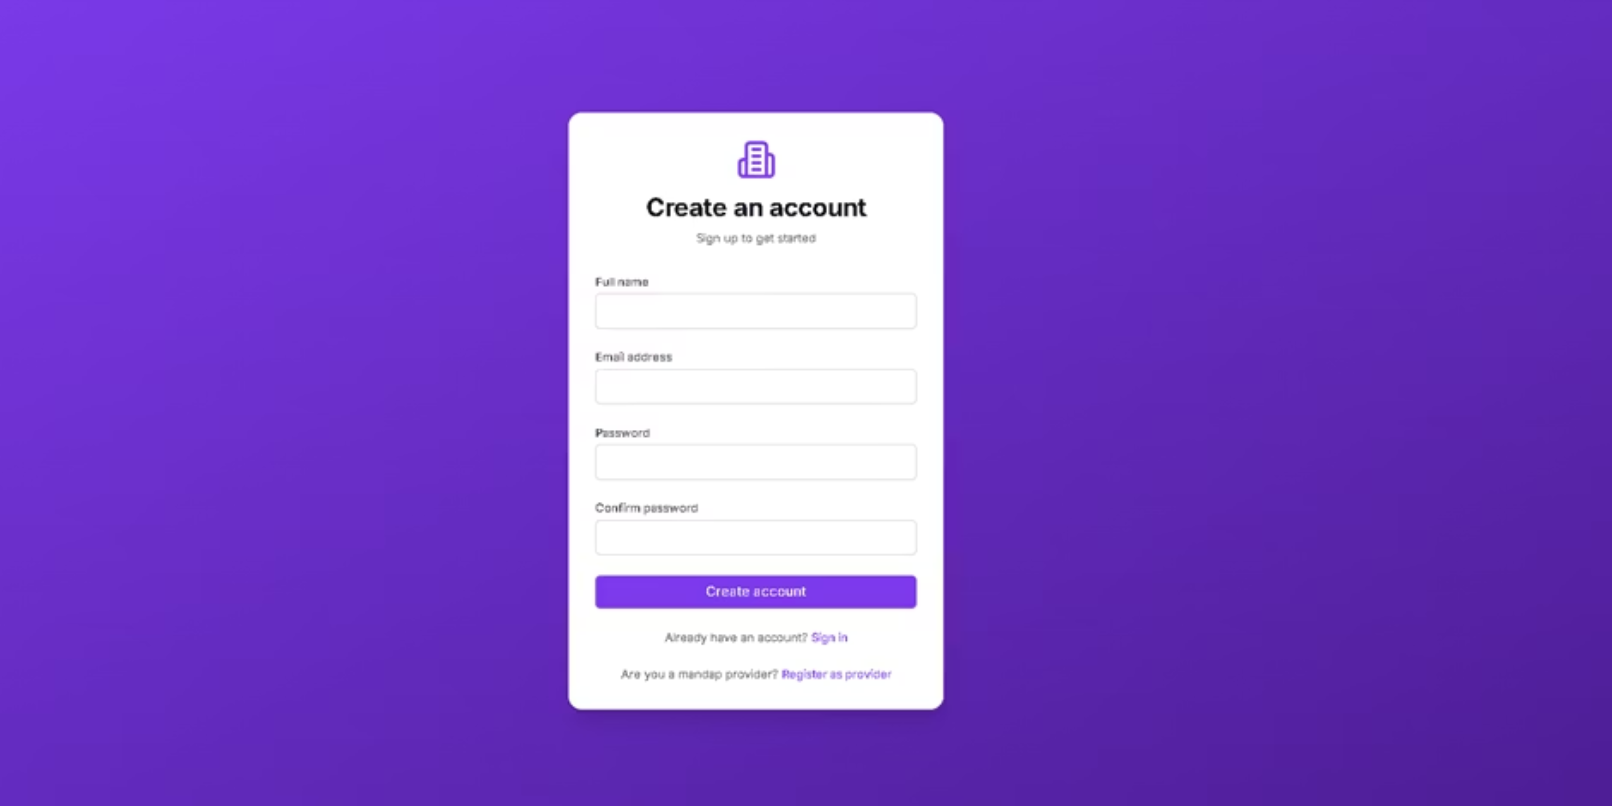 Create an account
Sign up to get started
Full name
Email address
Password
Confirm password
Create account
Already have an account? Sign in
Are you a mandap provider? Register as provider